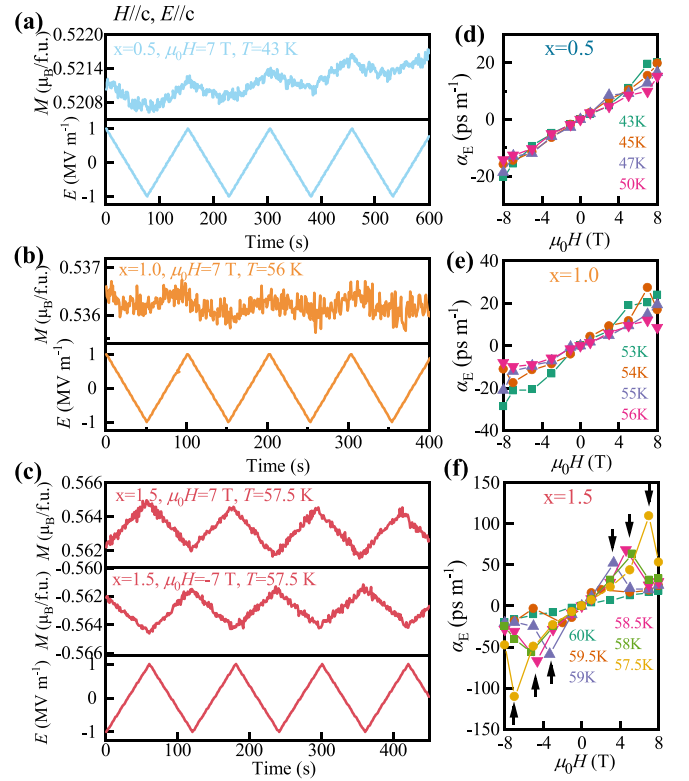 H//c, E//c
(a)
x=0.5, μ0H=7 T, T=43 K
0.5220
0.5214
0.5208
M (μB/f.u.)
1
0
-1
E (MV m-1)
0 100 200 300 400 500 600
Time (s)
(b)
x=1.0, μ0H=7 T, T=56 K
0.537
0.536
M (μB/f.u.)
1
0
-1
E (MV m-1)
0 100 200 300 400
Time (s)
(c)
x=1.5, μ0H=7 T, T=57.5 K
0.566
0.564
0.562
M (μB/f.u.)
x=1.5, μ0H=-7 T, T=57.5 K
-0.560
-0.562
-0.564
-0.566
M (μB/f.u.)
1
0
-1
E (MV m-1)
0 100 200 300 400
Time (s)
(d)
x=0.5
20
0
-20
αE (ps m-1)
43K
45K
47K
50K
-8 -4 0 4 8
μ0H (T)
(e)
x=1.0
40
20
0
-20
-40
αE (ps m-1)
53K
54K
55K
56K
-8 -4 0 4 8
μ0H (T)
(f)
x=1.5
150
100
50
0
-50
-100
-150
αE (ps m-1)
60K
59.5K
59K
58.5K
58K
57.5K
-8 -4 0 4 8
μ0H (T)